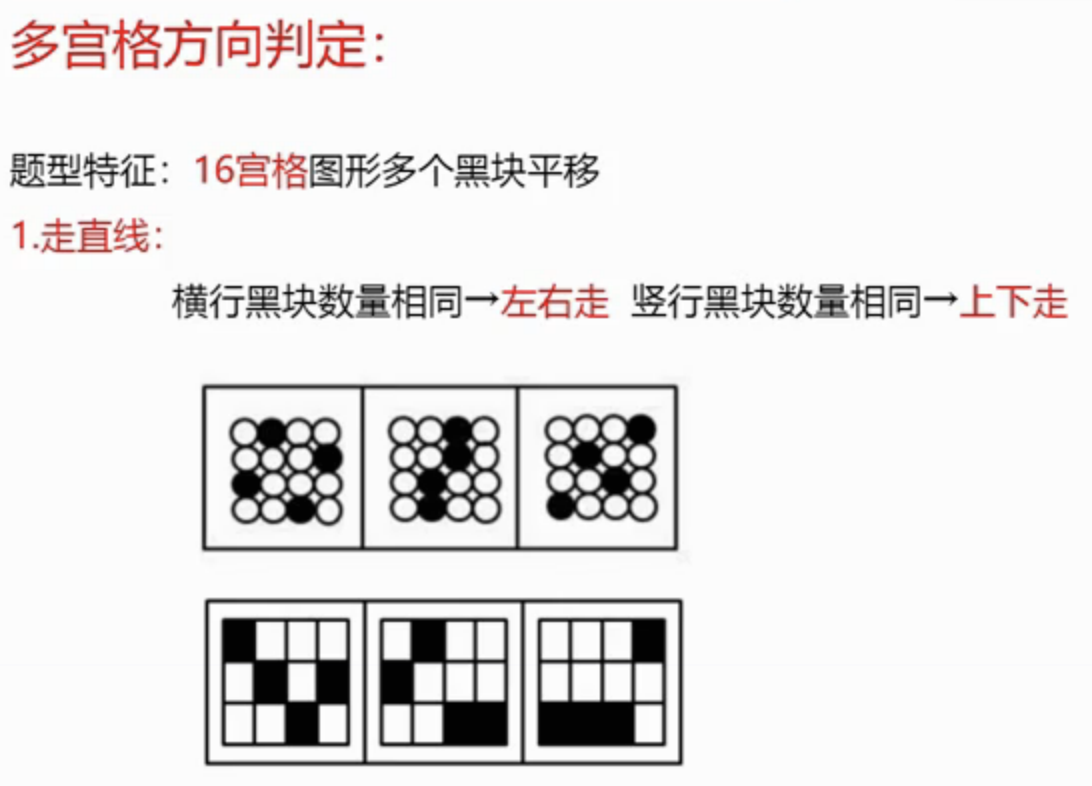 多宫格方向判定：
题型特征：16宫格图形多个黑块平移
1.走直线：
横行黑块数量相同→左右走 竖行黑块数量相同→上下走